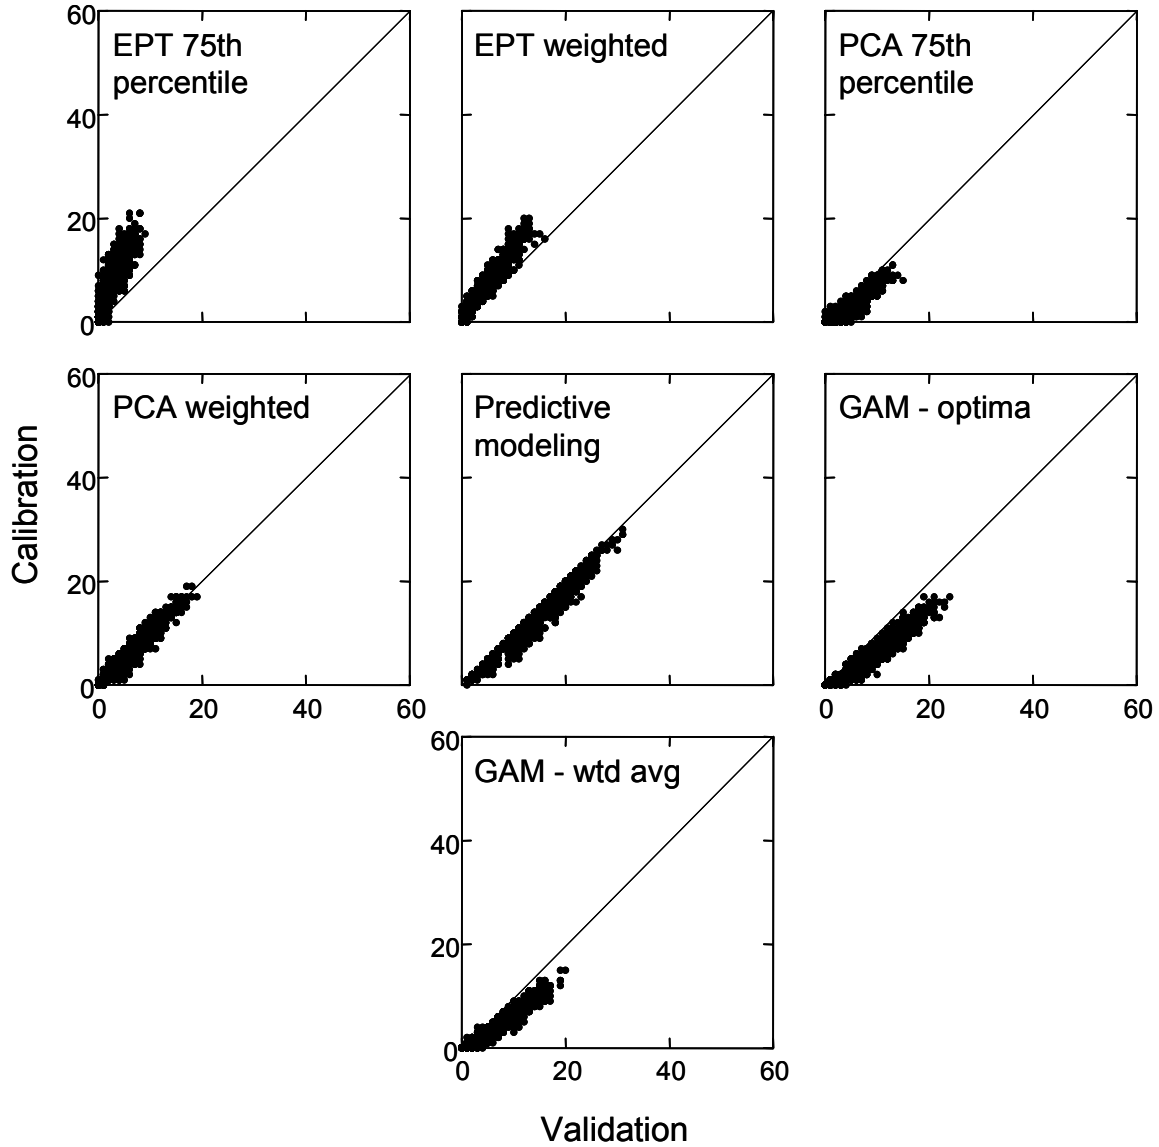 60
40
20
0
EPT 75th
percentile
EPT weighted
PCA 75th
percentile
60
40
20
0
PCA weighted
Predictive
modeling
GAM - optima
0 20 60
0 20 40 60
Calibration
60
40
20
0
GAM - wtd avg
0 20 40 60
Validation